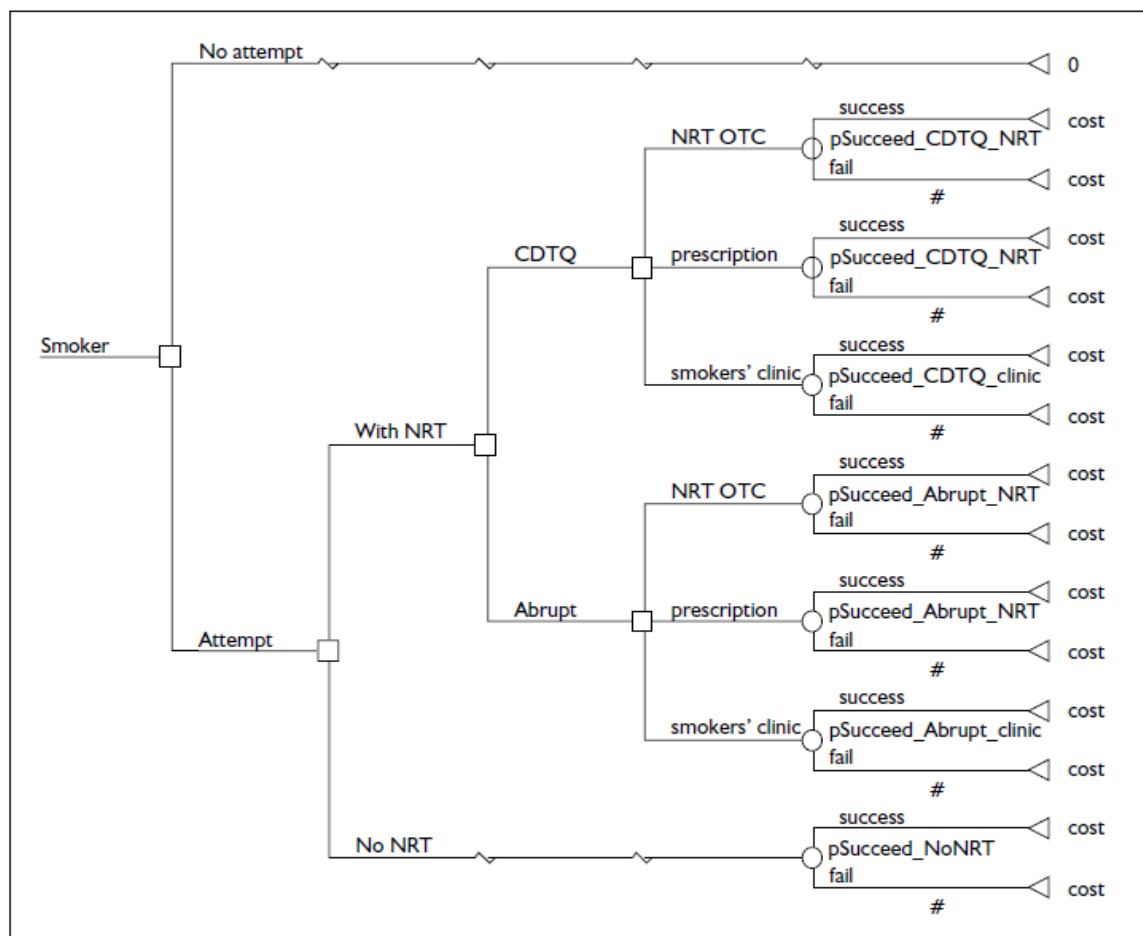 No attempt
0
success
cost
NRT OTC
pSucceed_CDTQ_NRT
fail
cost
#
success
cost
CDTQ
prescription
pSucceed_CDTQ_NRT
fail
cost
#
Smoker
success
cost
smokers’ clinic
pSucceed_CDTQ_clinic
fail
cost
#
With NRT
success
cost
NRT OTC
pSucceed_Abrupt_NRT
fail
cost
#
success
cost
Abrupt
prescription
pSucceed_Abrupt_NRT
fail
cost
#
Attempt
success
cost
smokers’ clinic
pSucceed_Abrupt_clinic
fail
cost
#
success
cost
No NRT
pSucceed_NoNRT
fail
cost
#